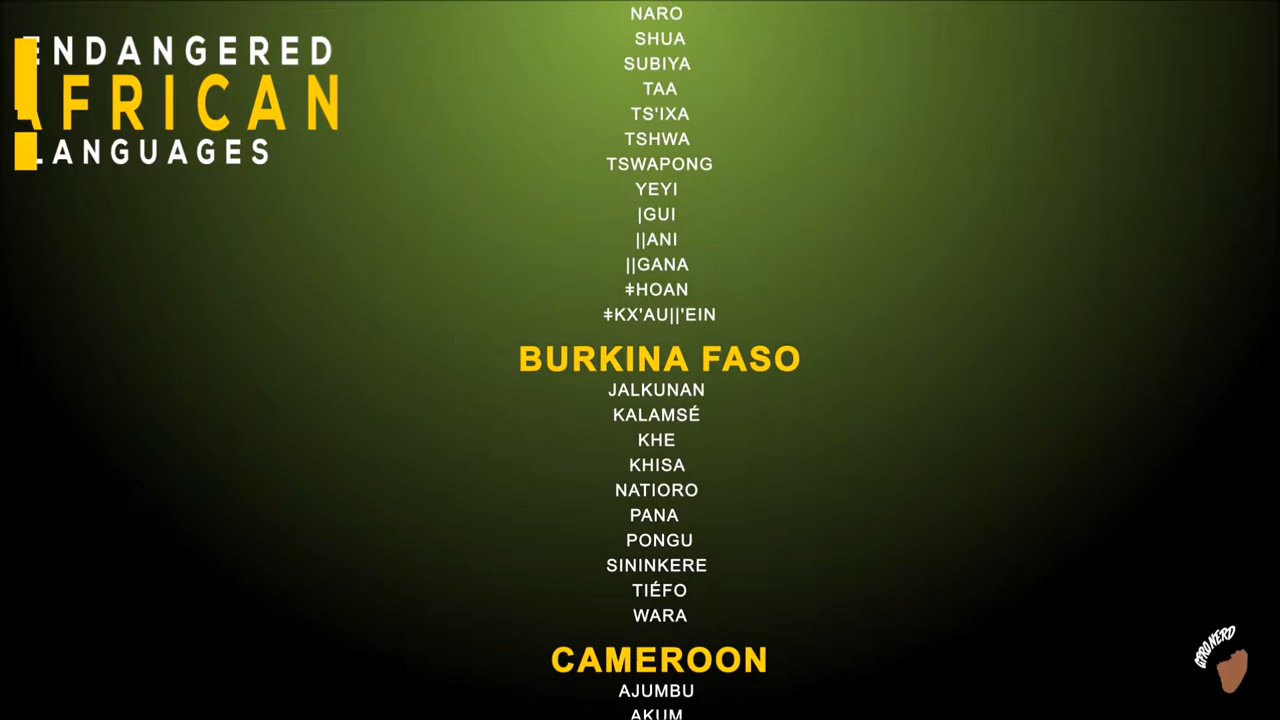 ENDANGERED
AFRICAN
LANGUAGES
NARO
SHUA
SUBIYA
TAA
TS'IXA
TSHWA
TSWAPONG
YEYI
|GUI
||ANI
||GANA
ǂHOAN
ǂKX'AU||'EIN
BURKINA FASO
JALKUNAN
KALAMSÉ
KHE
KHISA
NATIORO
PANA
PONGU
SININKERE
TIÉFO
WARA
CAMEROON
AJUMBU
AKUM